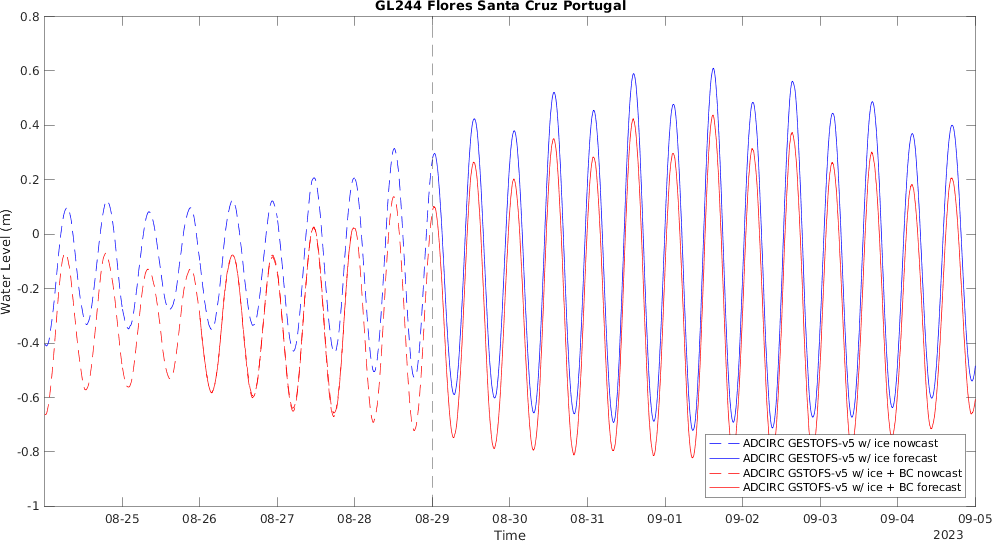 GL244 Flores Santa Cruz Portugal
0.8
0.6
0.4
0.2
0
-0.2
-0.4
-0.6
-0.8
-1
Water Level (m)
ADCIRC GESTOFS-v5 w/ ice nowcast
ADCIRC GESTOFS-v5 w/ ice forecast
ADCIRC GSTOFS-v5 w/ ice + BC nowcast
ADCIRC GSTOFS-v5 w/ ice + BC forecast
08-25 08-26 08-27 08-28 08-29 08-30 08-31 09-01 09-02 09-03 09-04 09-05
Time
2023